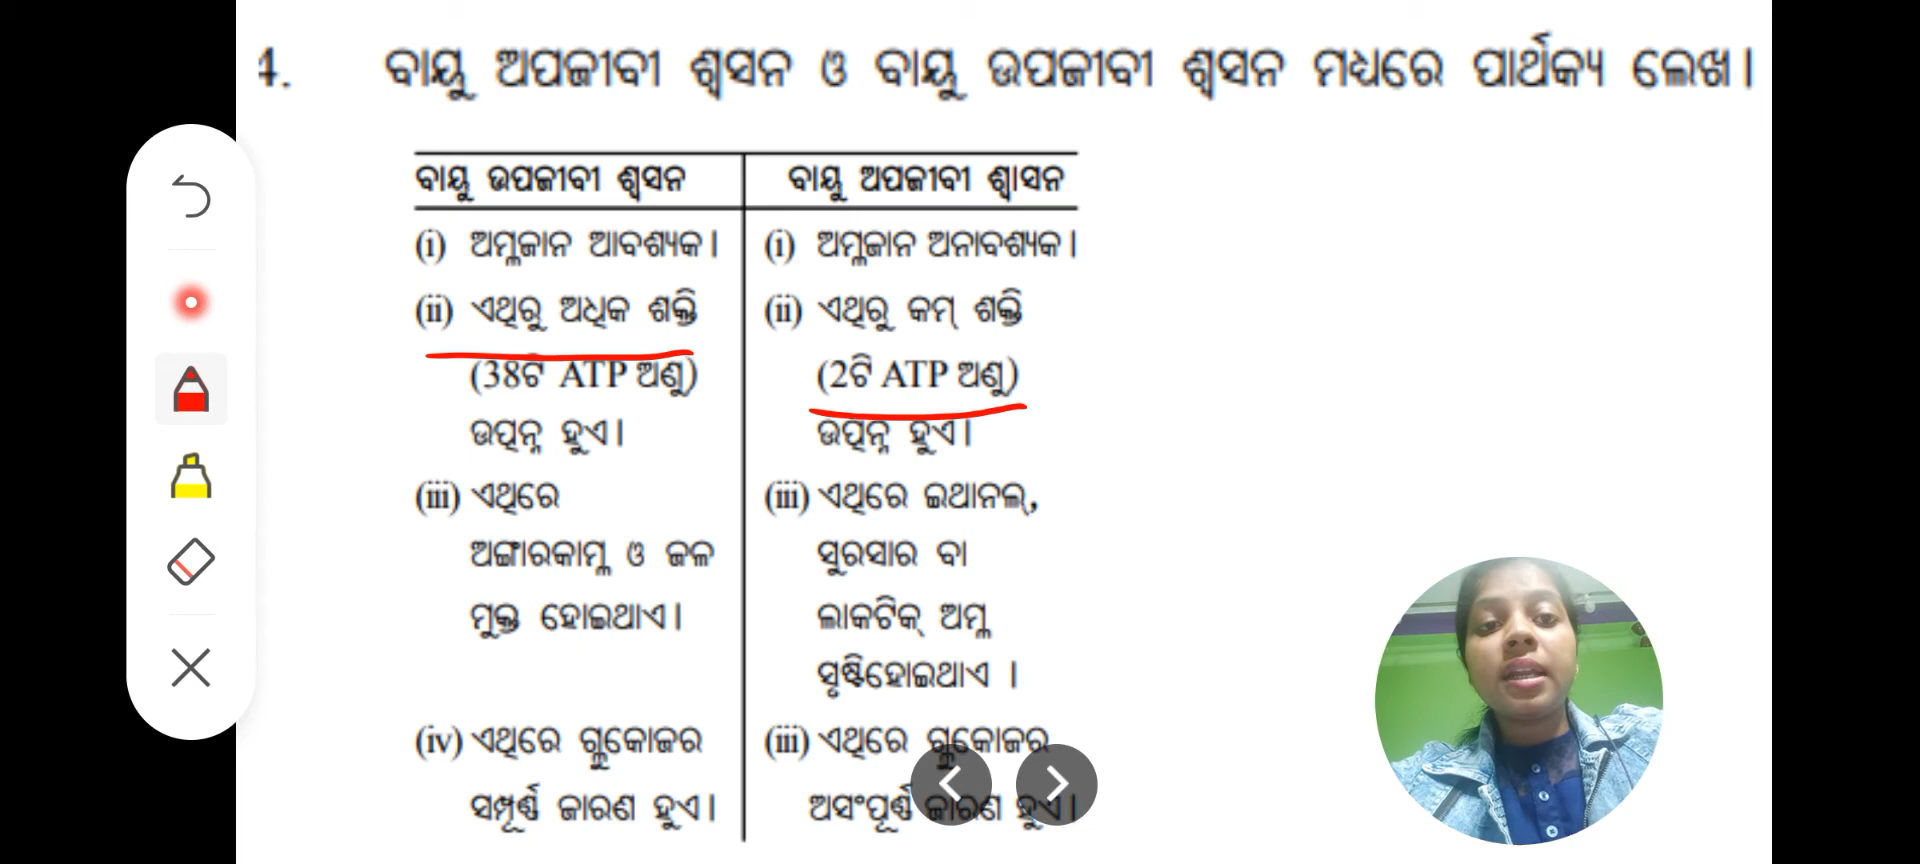 4. ବାୟୁ ଅପଜୀବୀ ଶ୍ୱସନ ଓ ବାୟୁ ଉପଜୀବୀ ଶ୍ୱସନ ମଧ୍ୟରେ ପାର୍ଥକ୍ୟ ଲେଖ।
ବାୟୁ ଉପଜୀବୀ ଶ୍ୱସନ
(i) ଅମ୍ଳଜାନ ଆବଶ୍ୟକ।
(ii) ଏଥିରୁ ଅଧିକ ଶକ୍ତି
(38ଟି ATP ଅଣୁ)
ଉତ୍ପନ୍ନ ହୁଏ।
(iii) ଏଥିରେ
ଅଙ୍ଗାରକାମ୍ଳ ଓ ଜଳ
ମୁକ୍ତ ହୋଇଥାଏ।
(iv) ଏଥିରେ ଗ୍ଲୁକୋଜର
ସମ୍ପୂର୍ଣ୍ଣ ଜାରଣ ହୁଏ।
ବାୟୁ ଅପଜୀବୀ ଶ୍ୱାସନ
(i) ଅମ୍ଳଜାନ ଅନାବଶ୍ୟକ।
(ii) ଏଥିରୁ କମ୍ ଶକ୍ତି
(2ଟି ATP ଅଣୁ)
ଉତ୍ପନ୍ନ ହୁଏ।
(iii) ଏଥିରେ ଇଥାନଲ୍,
ସୁରସାର ବା
ଲାକଟିକ୍ ଅମ୍ଳ
ସୃଷ୍ଟିହୋଇଥାଏ ।
(iii) ଏଥିରେ ଗ୍ଲୁକୋଜର
ଅସଂପୂର୍ଣ୍ଣ ଜାରଣ ହୁଏ।